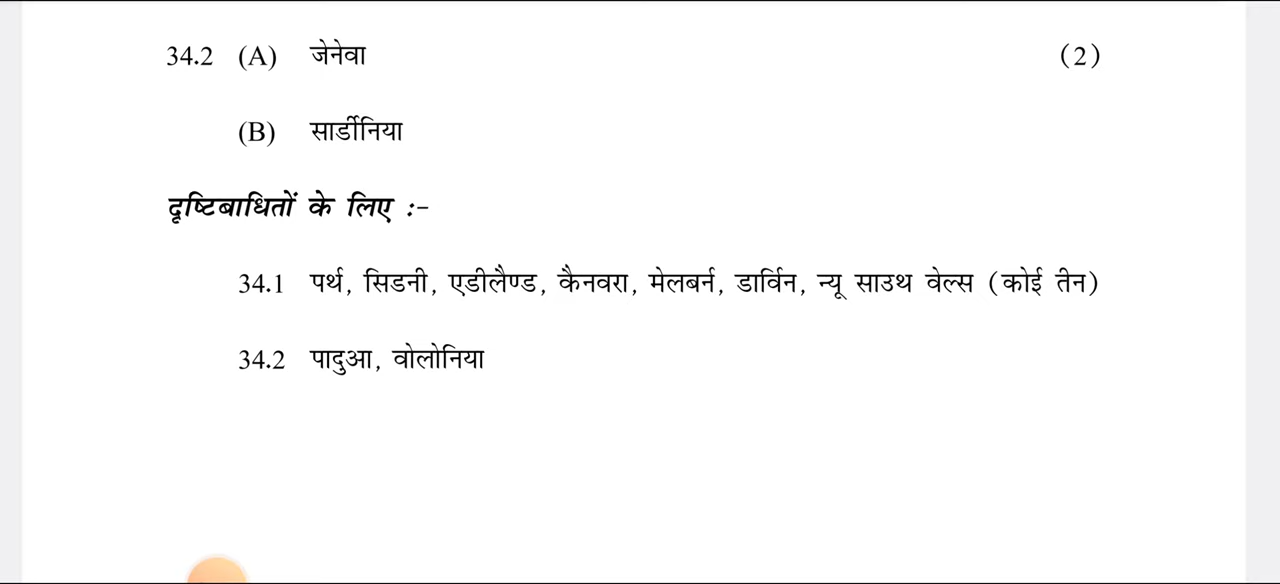 34.2 (A) जेनेवा (2)
(B) सार्डीनिया
दृष्टिबाधितों के लिए :-
34.1 पर्थ, सिडनी, एडीलैण्ड, कैनवरा, मेलबर्न, डार्विन, न्यू साउथ वेल्स (कोई तीन)
34.2 पादुआ, वोलोनिया